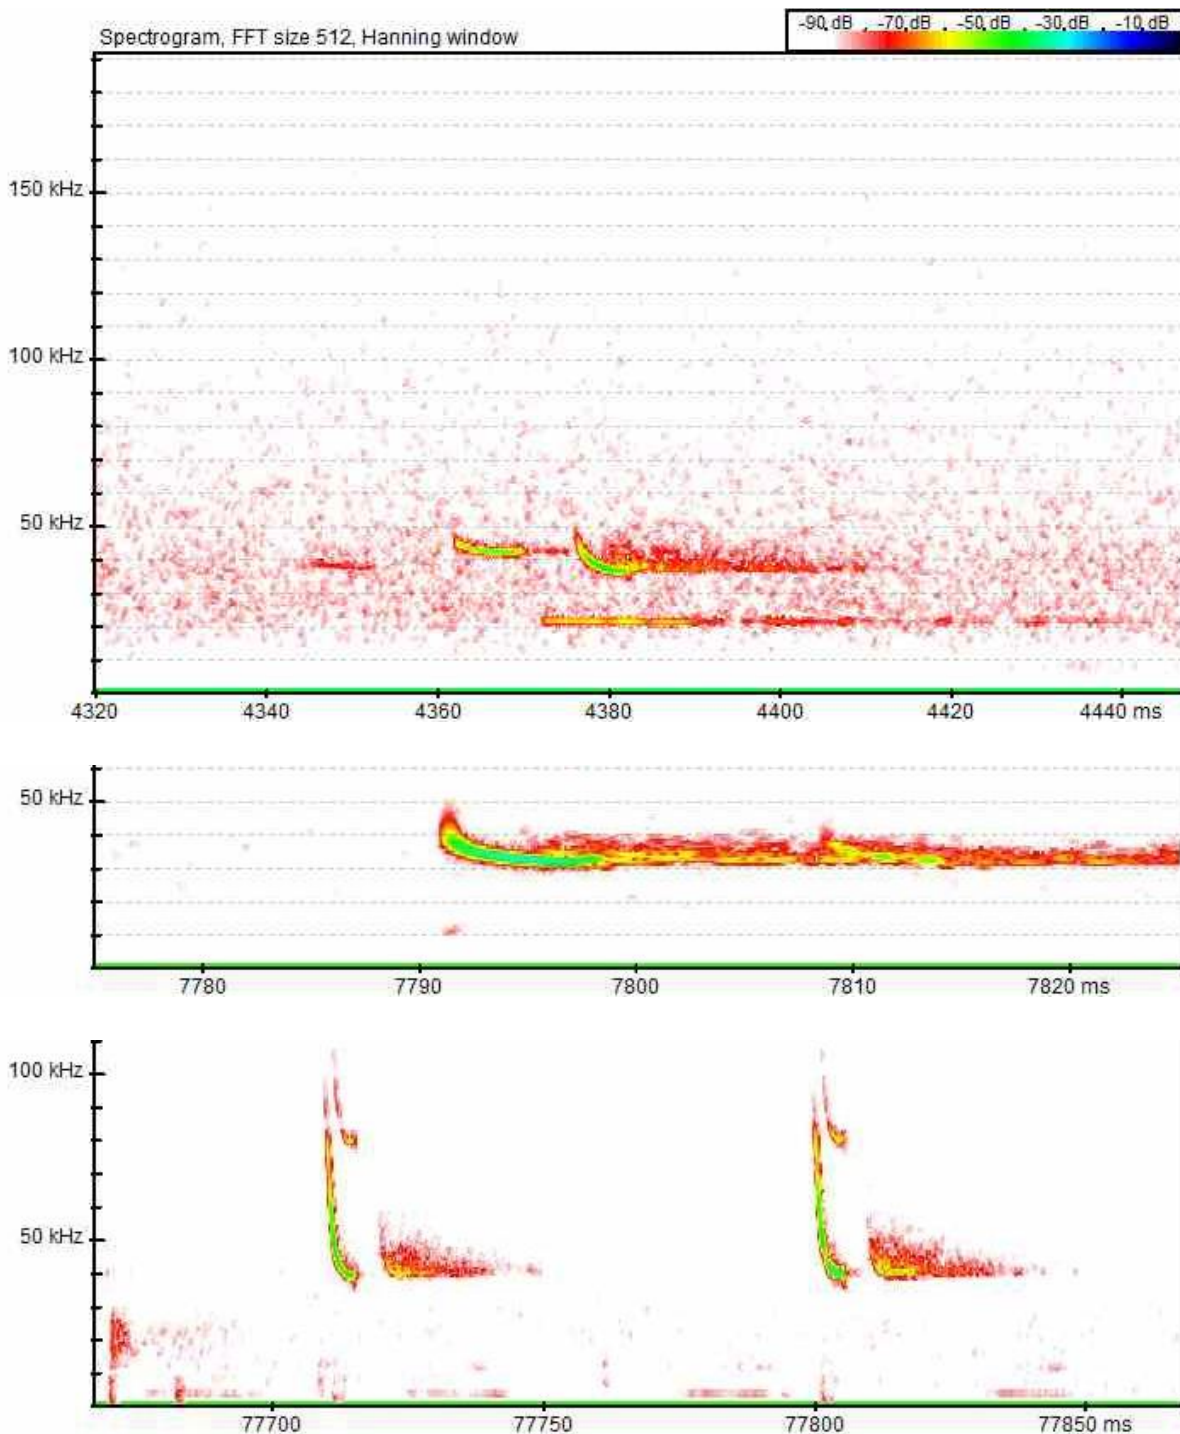 -90 dB -70 dB -50 dB -30 dB -10 dB
Spectrogram, FFT size 512, Hanning window
150 kHz
100 kHz
50 kHz
4320 4340 4360 4380 4400 4420 4440 ms
50 kHz
7780 7790 7800 7810 7820 ms
100 kHz
50 kHz
77700 77750 77800 77850 ms